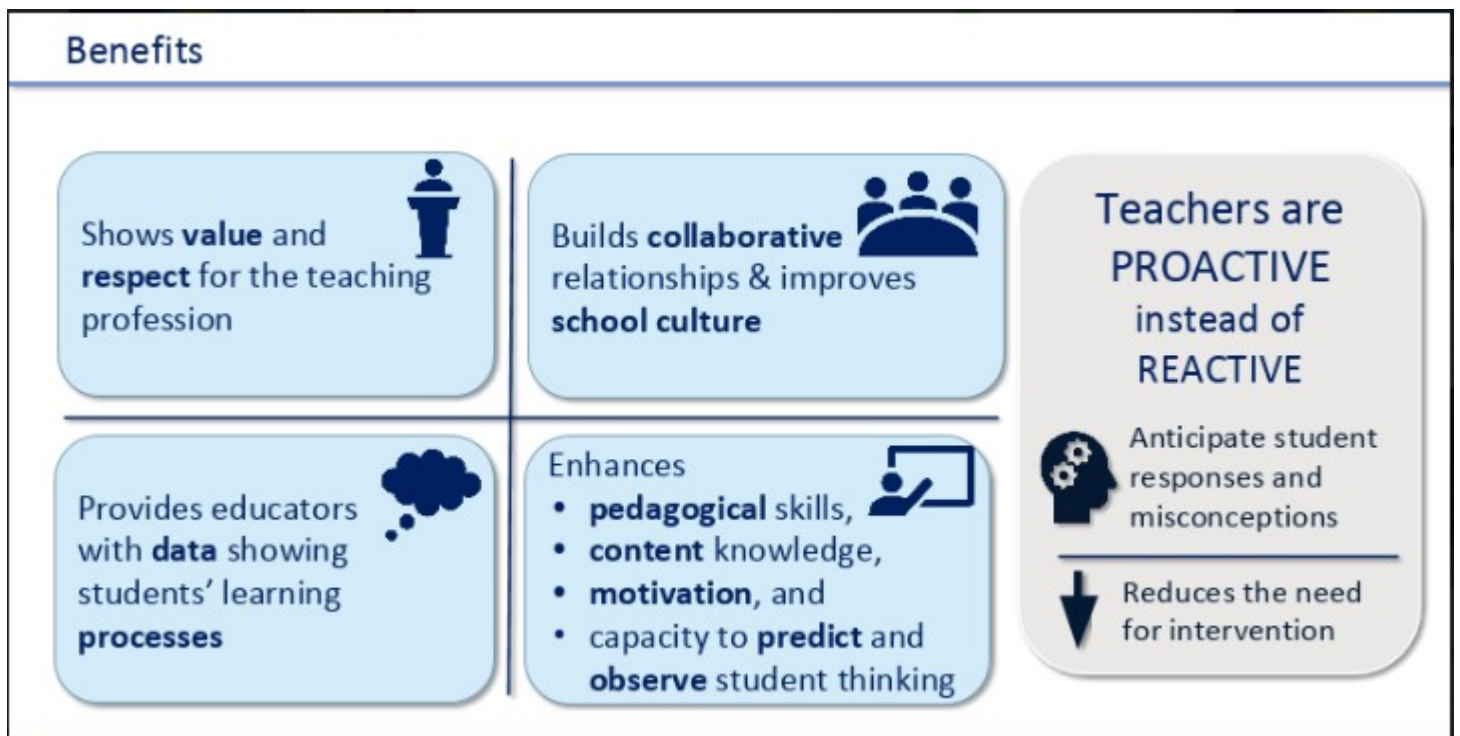 Benefits
Shows value and
respect for the teaching
profession
Builds collaborative
relationships & improves
school culture
Provides educators
with data showing
students’ learning
processes
Enhances
• pedagogical skills,
• content knowledge,
• motivation, and
• capacity to predict and
observe student thinking
Teachers are
PROACTIVE
instead of
REACTIVE
Anticipate student
responses and
misconceptions
Reduces the need
for intervention